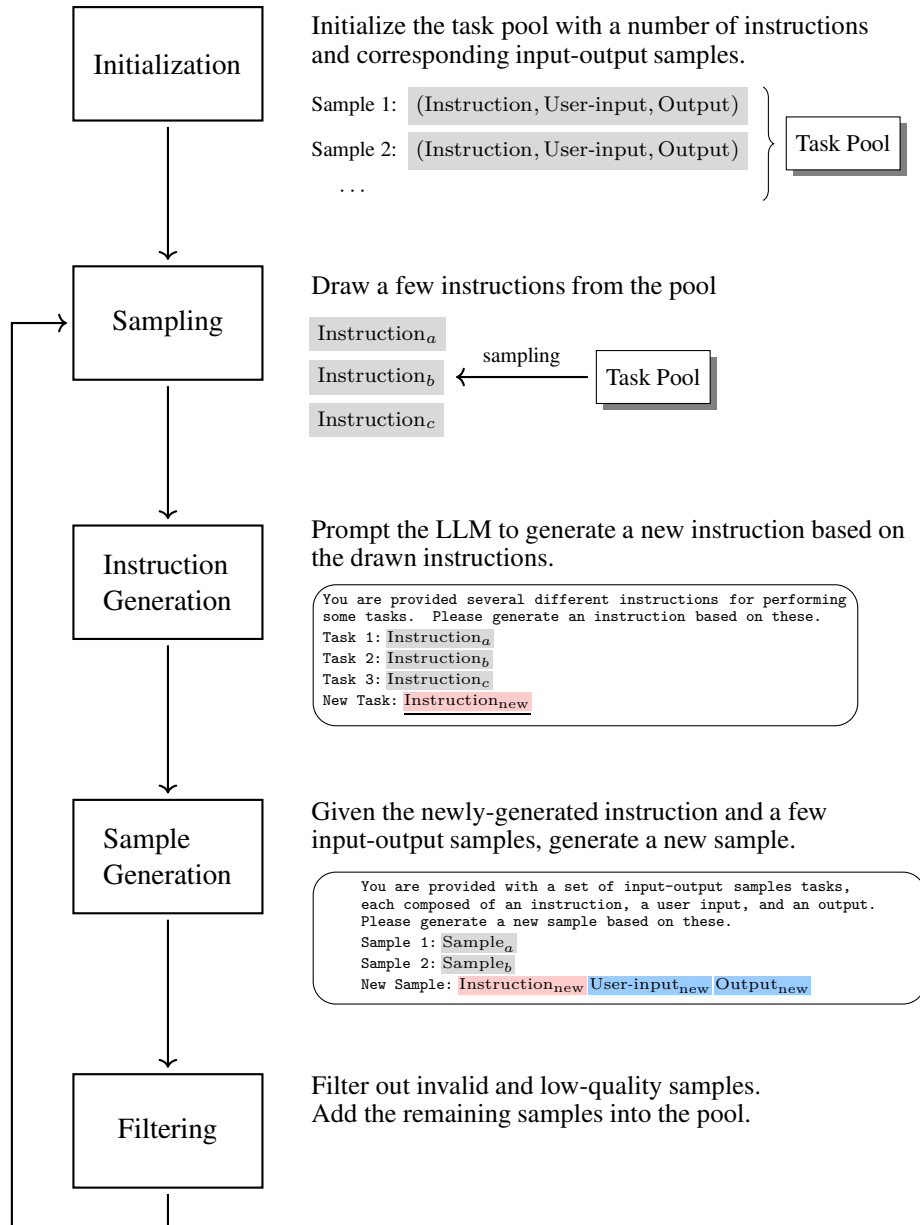 Initialization
Initialize the task pool with a number of instructions
and corresponding input-output samples.
Sample 1: (Instruction, User-input, Output)
Sample 2: (Instruction, User-input, Output)
. . .
Task Pool
Sampling
Draw a few instructions from the pool
Instruction_a
Instruction_b
Instruction_c
sampling
Task Pool
Instruction
Generation
Prompt the LLM to generate a new instruction based on
the drawn instructions.
You are provided several different instructions for performing
some tasks. Please generate an instruction based on these.
Task 1: Instruction_a
Task 2: Instruction_b
Task 3: Instruction_c
New Task: Instruction_new
Sample
Generation
Given the newly-generated instruction and a few
input-output samples, generate a new sample.
You are provided with a set of input-output samples tasks,
each composed of an instruction, a user input, and an output.
Please generate a new sample based on these.
Sample 1: Sample_a
Sample 2: Sample_b
New Sample: Instruction_new User-input_new Output_new
Filtering
Filter out invalid and low-quality samples.
Add the remaining samples into the pool.